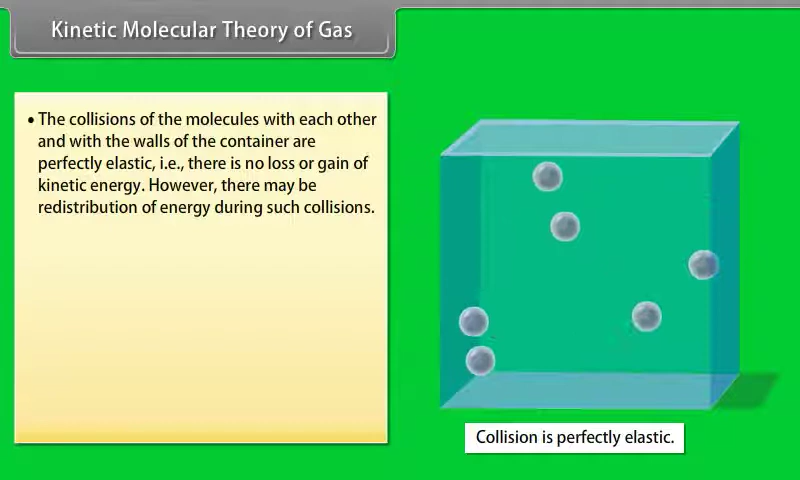 Kinetic Molecular Theory of Gas
• The collisions of the molecules with each other
and with the walls of the container are
perfectly elastic, i.e., there is no loss or gain of
kinetic energy. However, there may be
redistribution of energy during such collisions.
Collision is perfectly elastic.